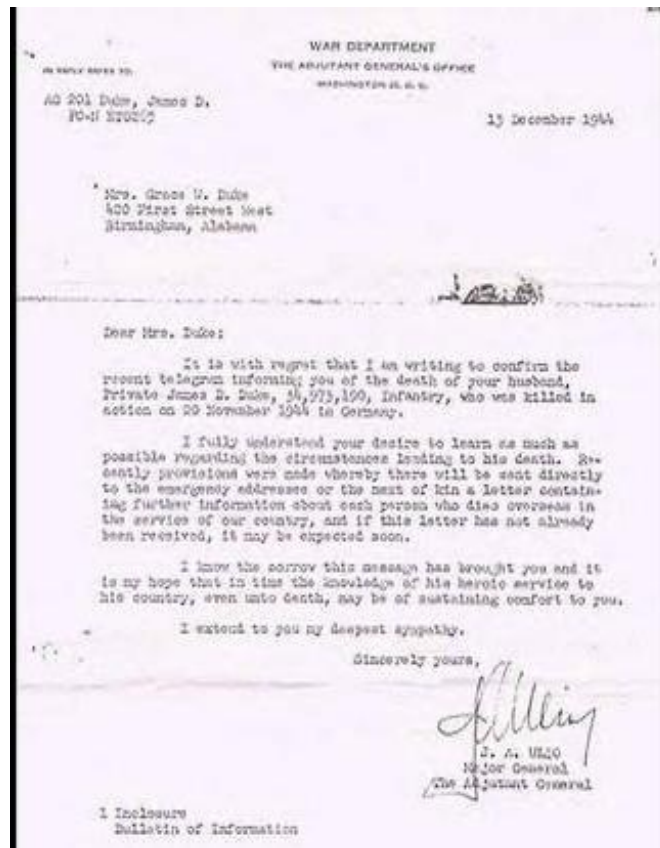 WAR DEPARTMENT
THE ADJUTANT GENERAL'S OFFICE
WASHINGTON 25, D. C.
IN REPLY REFER TO:
AG 201 Duke, James D.
PC-N
13 December 1944
Mrs. Grace W. Duke
400 First Street West
Birmingham, Alabama
Dear Mrs. Duke:
It is with regret that I am writing to confirm the
recent telegram informing you of the death of your husband,
Private James D. Duke, 34,973,190, Infantry, who was killed in
action on 20 November 1944 in Germany.
I fully understand your desire to learn as much as
possible regarding the circumstances leading to his death. Re-
cently provisions were made whereby there will be sent directly
to the emergency addressee or the next of kin a letter contain-
ing further information about each person who dies overseas in
the service of our country, and if this letter has not already
been received, it may be expected soon.
I know the sorrow this message has brought you and it
is my hope that in time the knowledge of his heroic service to
his country, even unto death, may be of sustaining comfort to you.
I extend to you my deepest sympathy.
Sincerely yours,
J. A. ULIO
Major General
The Adjutant General
1 Inclosure
Bulletin of Information